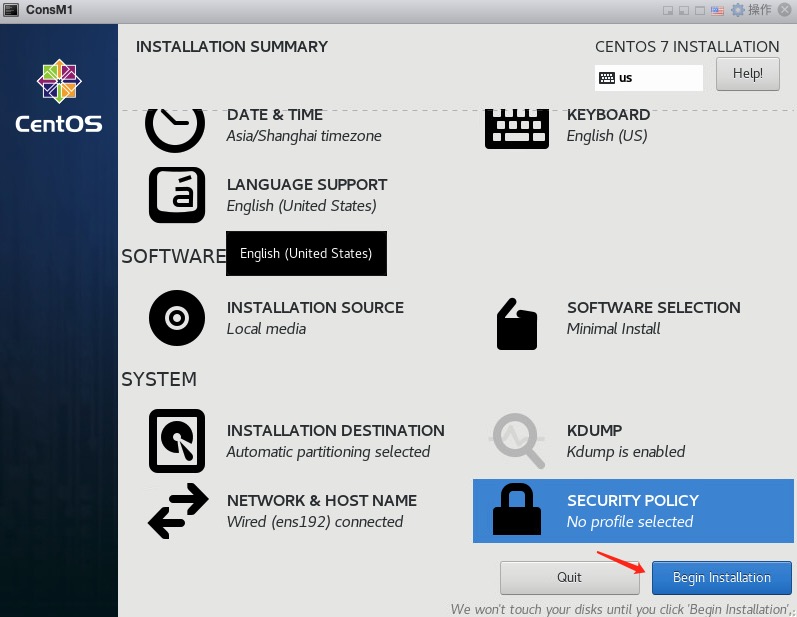 ConsM1
操作
INSTALLATION SUMMARY
CENTOS 7 INSTALLATION
us
Help!
CentOS
DATE & TIME
Asia/Shanghai timezone
KEYBOARD
English (US)
á
LANGUAGE SUPPORT
English (United States)
SOFTWARE
English (United States)
INSTALLATION SOURCE
Local media
SOFTWARE SELECTION
Minimal Install
SYSTEM
INSTALLATION DESTINATION
Automatic partitioning selected
KDUMP
Kdump is enabled
NETWORK & HOST NAME
Wired (ens192) connected
SECURITY POLICY
No profile selected
Quit
Begin Installation
We won't touch your disks until you click 'Begin Installation'.